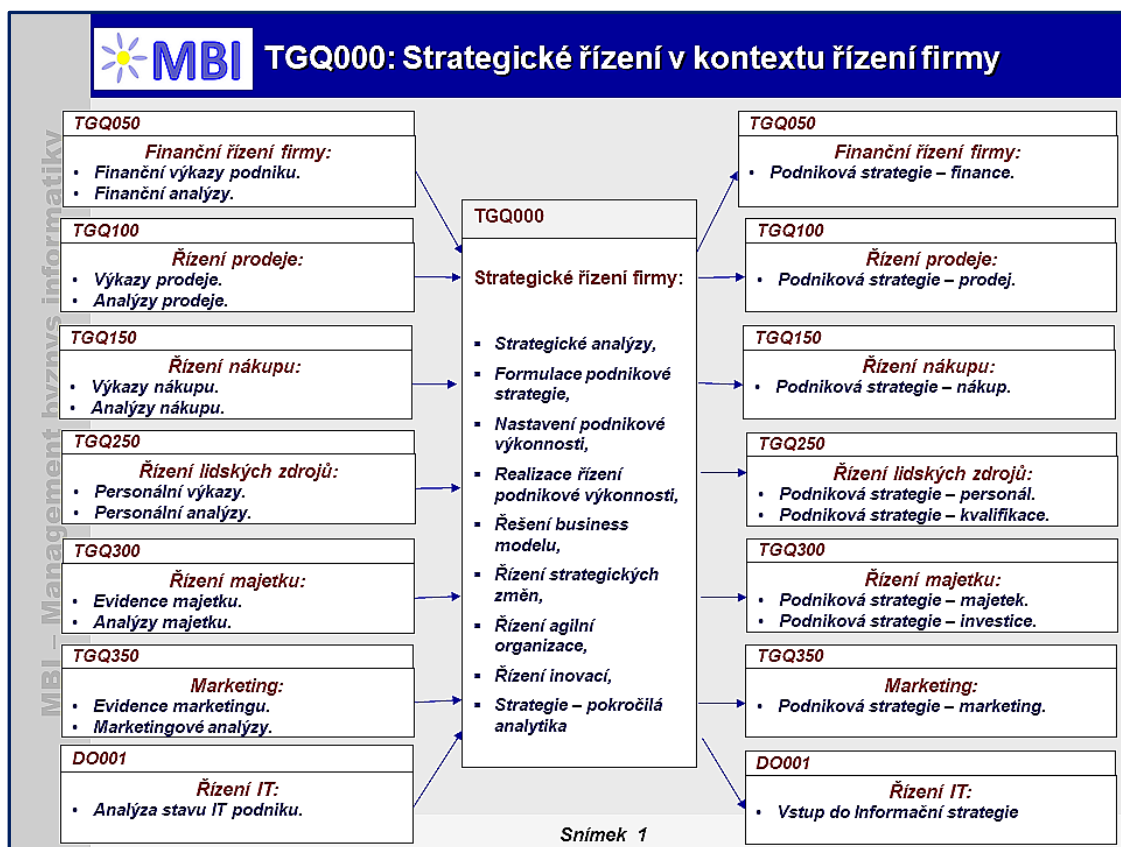 MBI
TGQ000: Strategické řízení v kontextu řízení firmy
MBI – Management byznys informatiky
TGQ050
Finanční řízení firmy:
• Finanční výkazy podniku.
• Finanční analýzy.
TGQ100
Řízení prodeje:
• Výkazy prodeje.
• Analýzy prodeje.
TGQ150
Řízení nákupu:
• Výkazy nákupu.
• Analýzy nákupu.
TGQ250
Řízení lidských zdrojů:
• Personální výkazy.
• Personální analýzy.
TGQ300
Řízení majetku:
• Evidence majetku.
• Analýzy majetku.
TGQ350
Marketing:
• Evidence marketingu.
• Marketingové analýzy.
DO001
Řízení IT:
• Analýza stavu IT podniku.
TGQ000
Strategické řízení firmy:
▪ Strategické analýzy,
▪ Formulace podnikové
strategie,
▪ Nastavení podnikové
výkonnosti,
▪ Realizace řízení
podnikové výkonnosti,
▪ Řešení business
modelu,
▪ Řízení strategických
změn,
▪ Řízení agilní
organizace,
▪ Řízení inovací,
▪ Strategie – pokročilá
analytika
TGQ050
Finanční řízení firmy:
• Podniková strategie – finance.
TGQ100
Řízení prodeje:
• Podniková strategie – prodej.
TGQ150
Řízení nákupu:
• Podniková strategie – nákup.
TGQ250
Řízení lidských zdrojů:
• Podniková strategie – personál.
• Podniková strategie – kvalifikace.
TGQ300
Řízení majetku:
• Podniková strategie – majetek.
• Podniková strategie – investice.
TGQ350
Marketing:
• Podniková strategie – marketing.
DO001
Řízení IT:
• Vstup do Informační strategie
Snímek 1